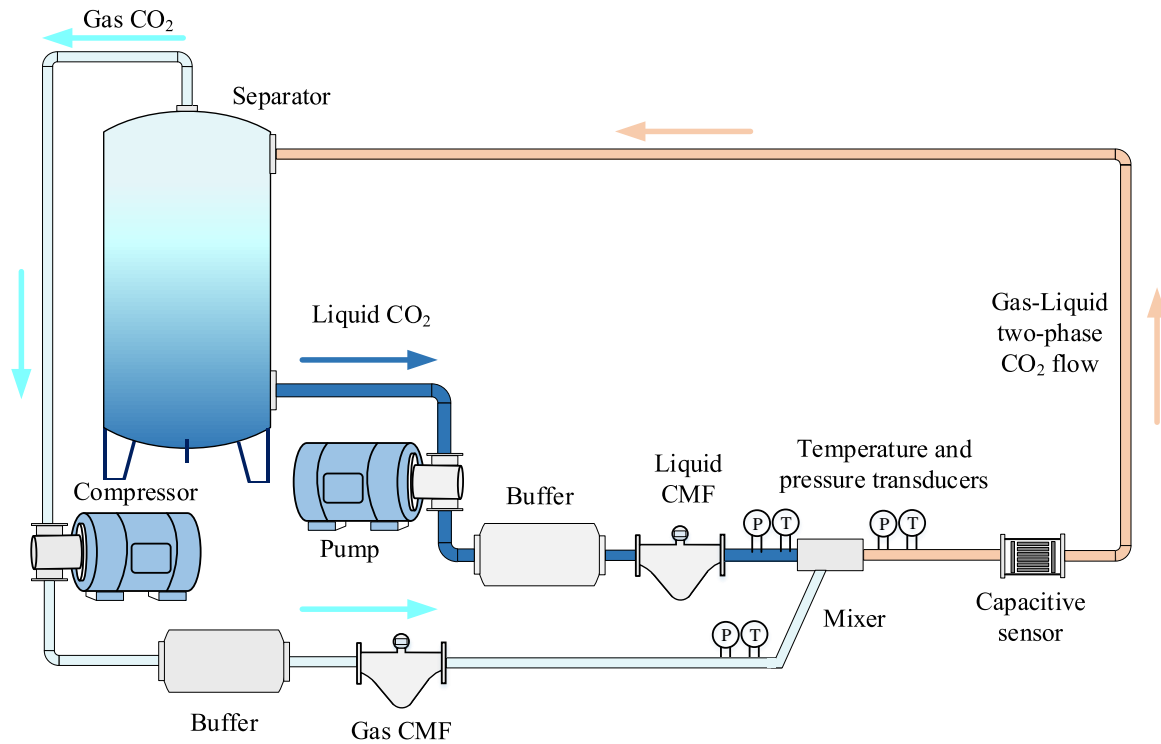 Gas CO₂
Separator
Liquid CO₂
Gas-Liquid
two-phase
CO₂ flow
Compressor
Pump
Buffer
Liquid
CMF
Temperature and
pressure transducers
P T
P T
Capacitive
sensor
Mixer
P T
Buffer
Gas CMF